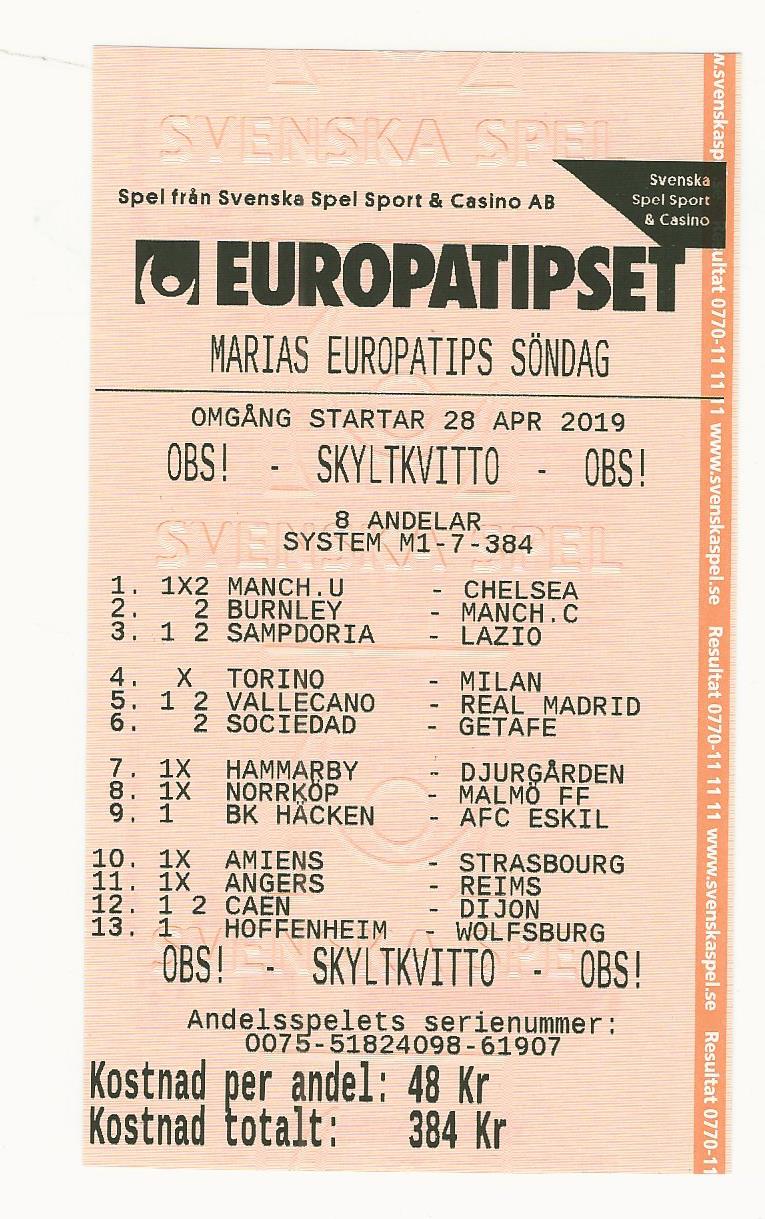 SVENSKA SPEL
Spel från Svenska Spel Sport & Casino AB
Svenska
Spel Sport
& Casino
EUROPATIPSET
MARIAS EUROPATIPS SÖNDAG
OMGÅNG STARTAR 28 APR 2019
OBS! - SKYLTKVITTO - OBS!
8 ANDELAR
SYSTEM M1-7-384
SVENSKA SPEL
1. 1X2 MANCH.U - CHELSEA
2. 2 BURNLEY - MANCH.C
3. 1 2 SAMPDORIA - LAZIO
4. X TORINO - MILAN
5. 1 2 VALLECANO - REAL MADRID
6. 2 SOCIEDAD - GETAFE
7. 1X HAMMARBY - DJURGÅRDEN
8. 1X NORRKÖP - MALMÖ FF
9. 1 BK HÄCKEN - AFC ESKIL
10. 1X AMIENS - STRASBOURG
11. 1X ANGERS - REIMS
12. 1 2 CAEN - DIJON
13. 1 HOFFENHEIM - WOLFSBURG
OBS! - SKYLTKVITTO - OBS!
SVENSKA SPEL
Andelsspelets serienummer:
0075-51824098-61907
Kostnad per andel: 48 Kr
Kostnad totalt: 384 Kr
w.svenskasp ultat 0770-11 11 11 www.svenskaspel.se Resultat 0770-11 11 11 www.svenskaspel.se Resultat 0770-11